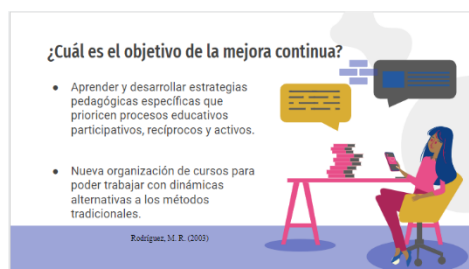 ¿Cuál es el objetivo de la mejora continua?
● Aprender y desarrollar estrategias
pedagógicas específicas que
prioricen procesos educativos
participativos, recíprocos y activos.
● Nueva organización de cursos para
poder trabajar con dinámicas
alternativas a los métodos
tradicionales.
Rodríguez, M. R. (2003)